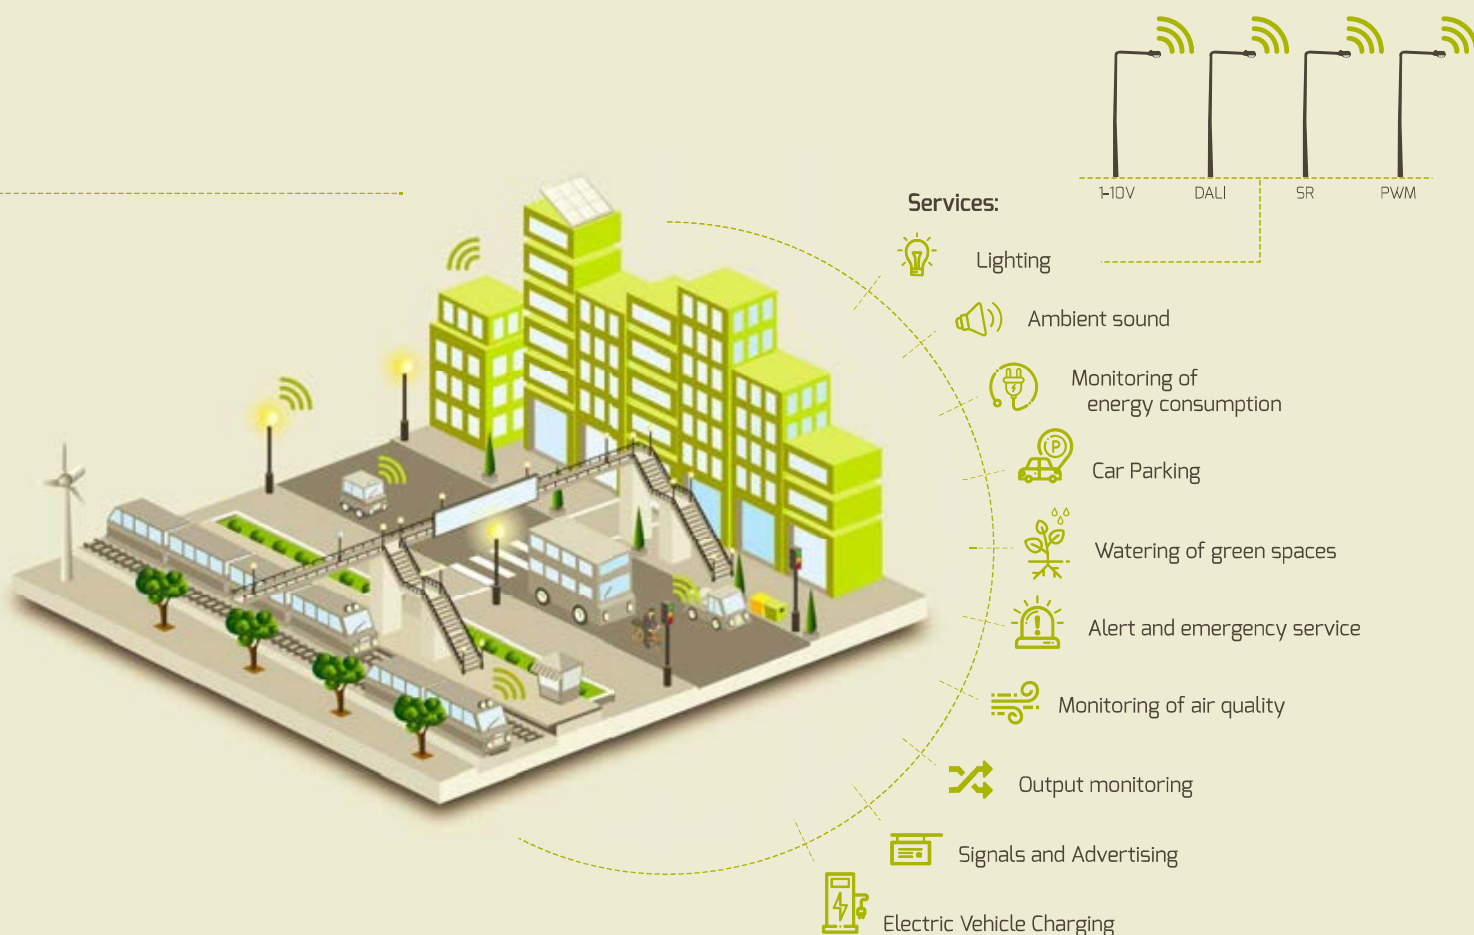 1-10V
DALI
SR
PWM
Services:
Lighting
Ambient sound
Monitoring of
energy consumption
P
Car Parking
Watering of green spaces
!
Alert and emergency service
Monitoring of air quality
Output monitoring
Signals and Advertising
Electric Vehicle Charging